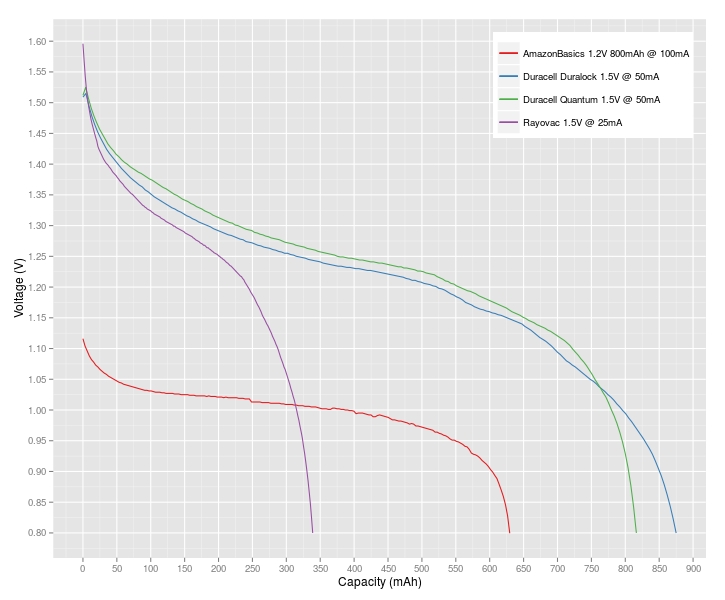 AmazonBasics 1.2V 800mAh @ 100mA
Duracell Duralock 1.5V @ 50mA
Duracell Quantum 1.5V @ 50mA
Rayovac 1.5V @ 25mA
Voltage (V)
1.60
1.55
1.50
1.45
1.40
1.35
1.30
1.25
1.20
1.15
1.10
1.05
1.00
0.95
0.90
0.85
0.80
0 50 100 150 200 250 300 350 400 450 500 550 600 650 700 750 800 850 900
Capacity (mAh)